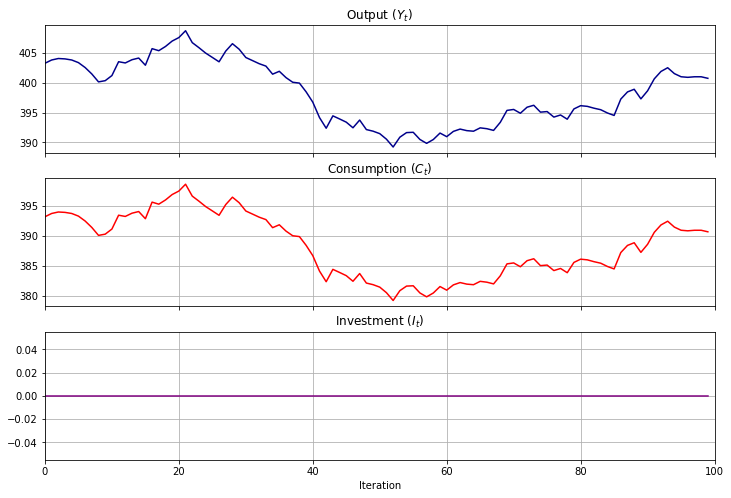 Output (Y_t)
405
400
395
390
Consumption (C_t)
395
390
385
380
Investment (I_t)
0.04
0.02
0.00
−0.02
−0.04
0 20 40 60 80 100
Iteration